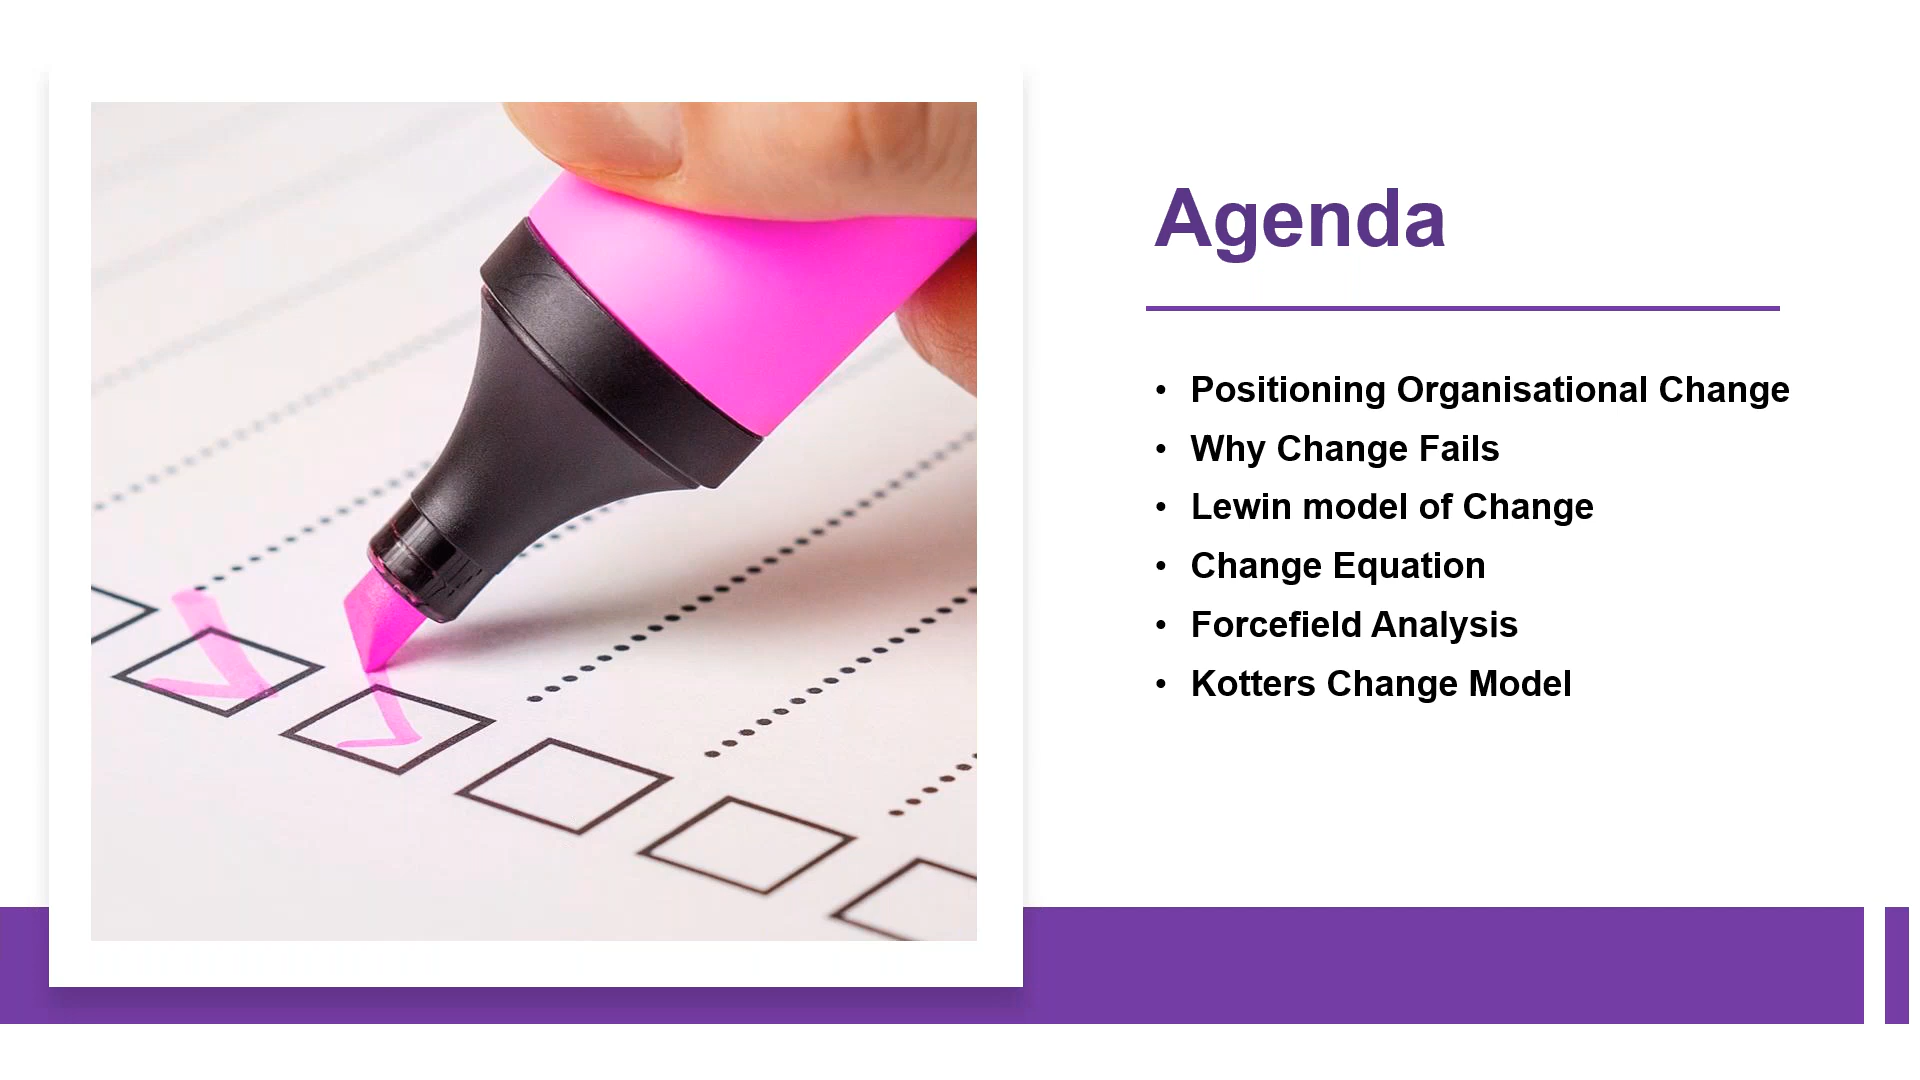 Agenda
• Positioning Organisational Change
• Why Change Fails
• Lewin model of Change
• Change Equation
• Forcefield Analysis
• Kotters Change Model